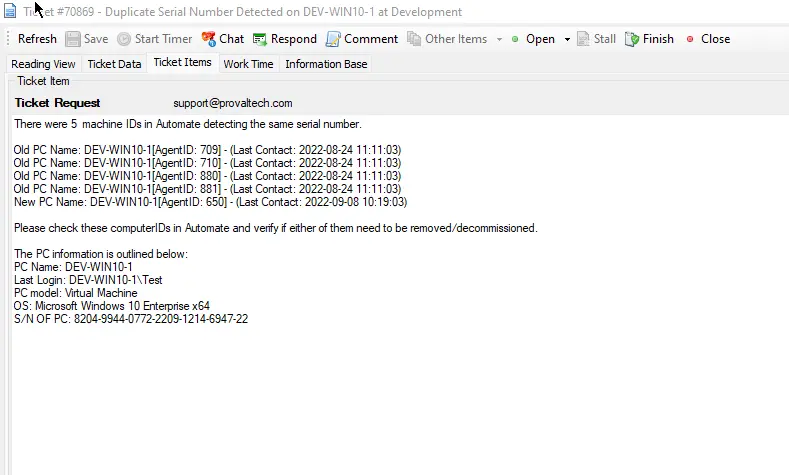 Ticket #70869 - Duplicate Serial Number Detected on DEV-WIN10-1 at Development
Refresh Save Start Timer Chat Respond Comment Other Items Open Stall Finish Close
Reading View Ticket Data Ticket Items Work Time Information Base
Ticket Item
Ticket Request support@provaltech.com
There were 5 machine IDs in Automate detecting the same serial number.
Old PC Name: DEV-WIN10-1[AgentID: 709] - (Last Contact: 2022-08-24 11:11:03)
Old PC Name: DEV-WIN10-1[AgentID: 710] - (Last Contact: 2022-08-24 11:11:03)
Old PC Name: DEV-WIN10-1[AgentID: 880] - (Last Contact: 2022-08-24 11:11:03)
Old PC Name: DEV-WIN10-1[AgentID: 881] - (Last Contact: 2022-08-24 11:11:03)
New PC Name: DEV-WIN10-1[AgentID: 650] - (Last Contact: 2022-09-08 10:19:03)
Please check these computerIDs in Automate and verify if either of them need to be removed/decommissioned.
The PC information is outlined below:
PC Name: DEV-WIN10-1
Last Login: DEV-WIN10-1\Test
PC model: Virtual Machine
OS: Microsoft Windows 10 Enterprise x64
S/N OF PC: 8204-9944-0772-2209-1214-6947-22